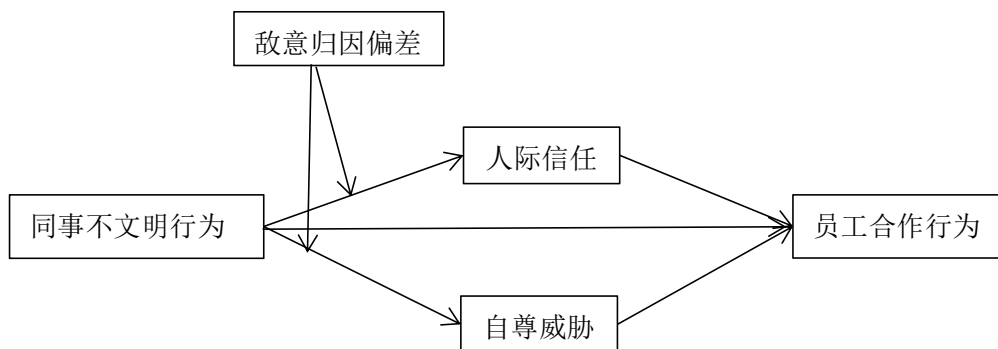 敌意归因偏差
人际信任
同事不文明行为
员工合作行为
自尊威胁